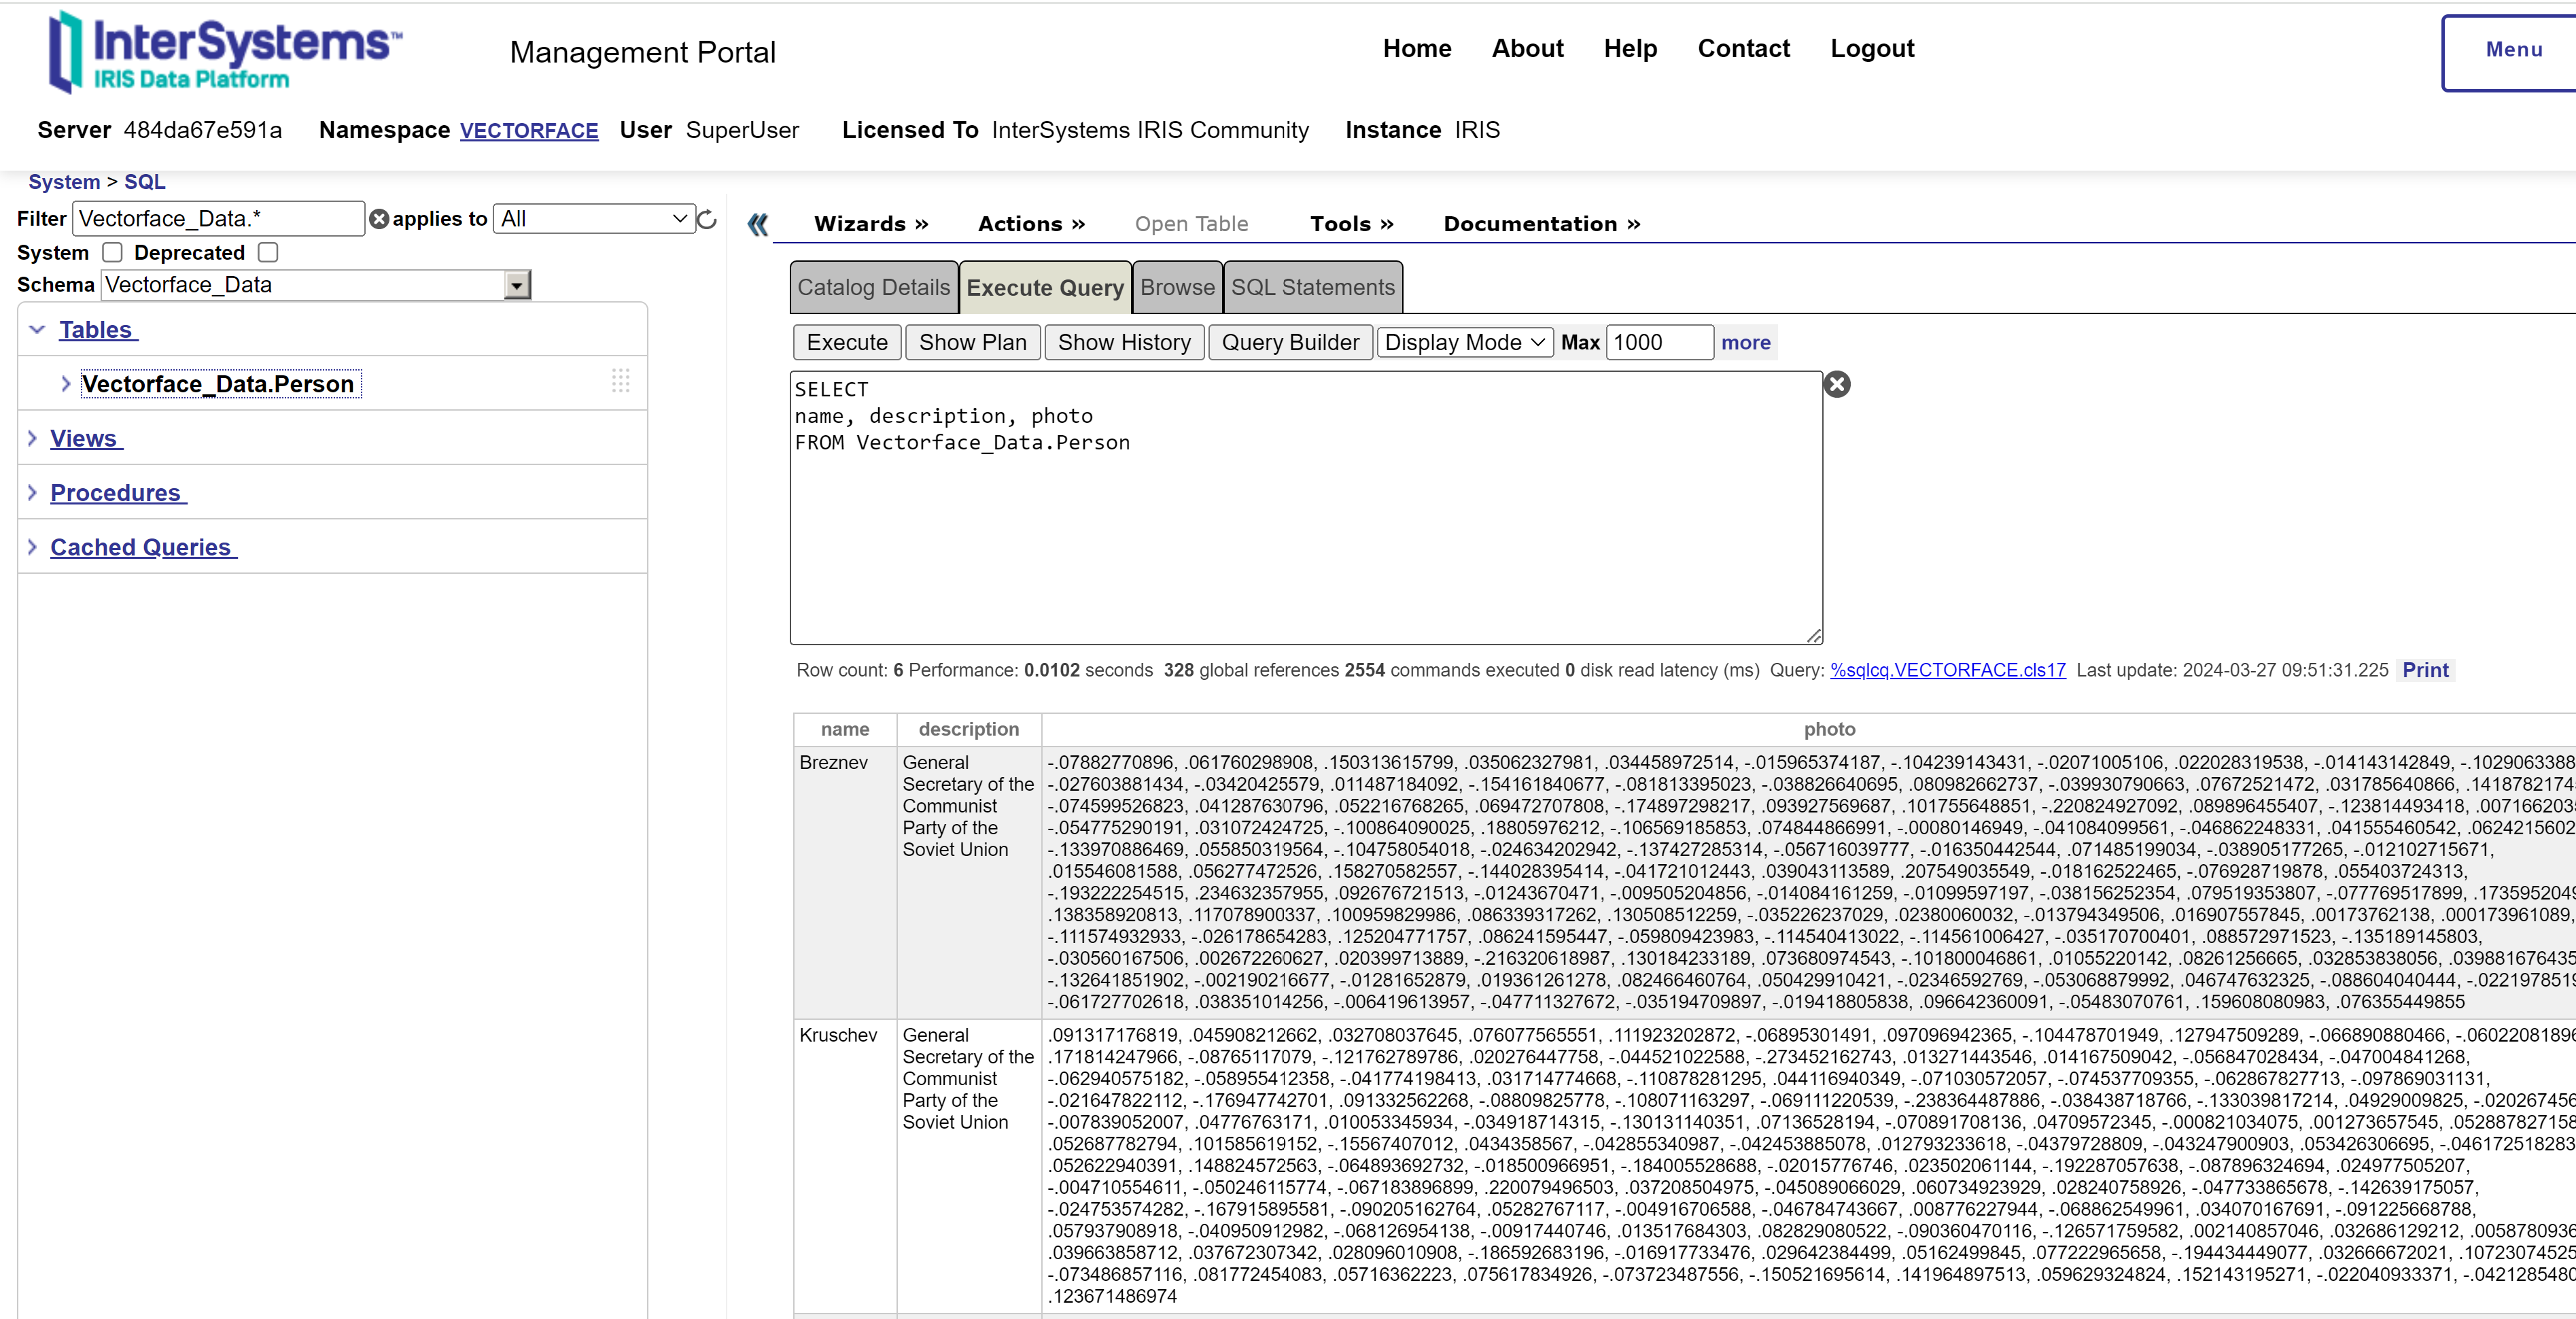 InterSystems™
IRIS Data Platform
Management Portal
Home About Help Contact Logout
Menu
Server 484da67e591a Namespace VECTORFACE User SuperUser Licensed To InterSystems IRIS Community Instance IRIS
System > SQL
Filter Vectorface_Data.* applies to All
System Deprecated
Schema Vectorface_Data
Tables
Vectorface_Data.Person
Views
Procedures
Cached Queries
Wizards » Actions » Open Table Tools » Documentation »
Catalog Details Execute Query Browse SQL Statements
Execute Show Plan Show History Query Builder Display Mode Max 1000 more
SELECT
name, description, photo
FROM Vectorface_Data.Person
Row count: 6 Performance: 0.0102 seconds 328 global references 2554 commands executed 0 disk read latency (ms) Query: %sqlcq.VECTORFACE.cls17 Last update: 2024-03-27 09:51:31.225 Print
name description photo
Breznev
General
Secretary of the
Communist
Party of the
Soviet Union
-.07882770896, .061760298908, .150313615799, .035062327981, .034458972514, -.015965374187, -.104239143431, -.02071005106, .022028319538, -.014143142849, -.1029063388
-.027603881434, -.03420425579, .011487184092, -.154161840677, -.081813395023, -.038826640695, .080982662737, -.039930790663, .07672521472, .031785640866, .1418782174
-.074599526823, .041287630796, .052216768265, .069472707808, -.174897298217, .093927569687, .101755648851, -.220824927092, .089896455407, -.123814493418, .007166203
-.054775290191, .031072424725, -.100864090025, .18805976212, -.106569185853, .074844866991, -.00080146949, -.041084099561, -.046862248331, .041555460542, .0624215602
-.133970886469, .055850319564, -.104758054018, -.024634202942, -.137427285314, -.056716039777, -.016350442544, .071485199034, -.038905177265, -.012102715671,
.015546081588, .056277472526, .158270582557, -.144028395414, -.041721012443, .039043113589, .207549035549, -.018162522465, -.076928719878, .055403724313,
-.193222254515, .234632357955, .092676721513, -.01243670471, -.009505204856, -.014084161259, -.01099597197, -.038156252354, .079519353807, -.077769517899, .173595204
.138358920813, .117078900337, .100959829986, .086339317262, .130508512259, -.035226237029, .02380060032, -.013794349506, .016907557845, .00173762138, .000173961089,
-.111574932933, -.026178654283, .125204771757, .086241595447, -.059809423983, -.114540413022, -.114561006427, -.035170700401, .088572971523, -.135189145803,
-.030560167506, .002672260627, .020399713889, -.216320618987, .130184233189, .073680974543, -.101800046861, .01055220142, .08261256665, .032853838056, .039881676435
-.132641851902, -.002190216677, -.01281652879, .019361261278, .082466460764, .050429910421, -.02346592769, -.053068879992, .046747632325, -.088604040444, -.022197851
-.061727702618, .038351014256, -.006419613957, -.047711327672, -.035194709897, -.019418805838, .096642360091, -.05483070761, .159608080983, .076355449855
Kruschev
General
Secretary of the
Communist
Party of the
Soviet Union
.091317176819, .045908212662, .032708037645, .076077565551, .111923202872, -.06895301491, .097096942365, -.104478701949, .127947509289, -.066890880466, -.060220818
.171814247966, -.08765117079, -.121762789786, .020276447758, -.044521022588, -.273452162743, .013271443546, .014167509042, -.056847028434, -.047004841268,
-.062940575182, -.058955412358, -.041774198413, .031714774668, -.110878281295, .044116940349, -.071030572057, -.074537709355, -.062867827713, -.097869031131,
-.021647822112, -.176947742701, .091332562268, -.08809825778, -.108071163297, -.069111220539, -.238364487886, -.038438718766, -.133039817214, .04929009825, -.020267456
-.007839052007, .04776763171, .010053345934, -.034918714315, -.130131140351, .07136528194, -.070891708136, .04709572345, -.000821034075, .001273657545, .0528878271
.052687782794, .101585619152, -.15567407012, .0434358567, -.042855340987, -.042453885078, .012793233618, -.04379728809, -.043247900903, .053426306695, -.046172518283
.052622940391, .148824572563, -.064893692732, -.018500966951, -.184005528688, -.02015776746, .023502061144, -.192287057638, -.087896324694, .024977505207,
-.004710554611, -.050246115774, -.067183896899, .220079496503, .037208504975, -.045089066029, .060734923929, .028240758926, -.047733865678, -.142639175057,
-.024753574282, -.167915895581, -.090205162764, .05282767117, -.004916706588, -.046784743667, .008776227944, -.068862549961, .034070167691, -.091225668788,
.057937908918, -.040950912982, -.068126954138, -.00917440746, .013517684303, .082829080522, -.090360470116, -.126571759582, .002140857046, .032686129212, .005878093
.039663858712, .037672307342, .028096010908, -.186592683196, -.016917733476, .029642384499, .05162499845, .077222965658, -.194434449077, .032666672021, .1072307452
-.073486857116, .081772454083, .05716362223, .075617834926, -.073723487556, -.150521695614, .141964897513, .059629324824, .152143195271, -.022040933371, -.04212854
.123671486974